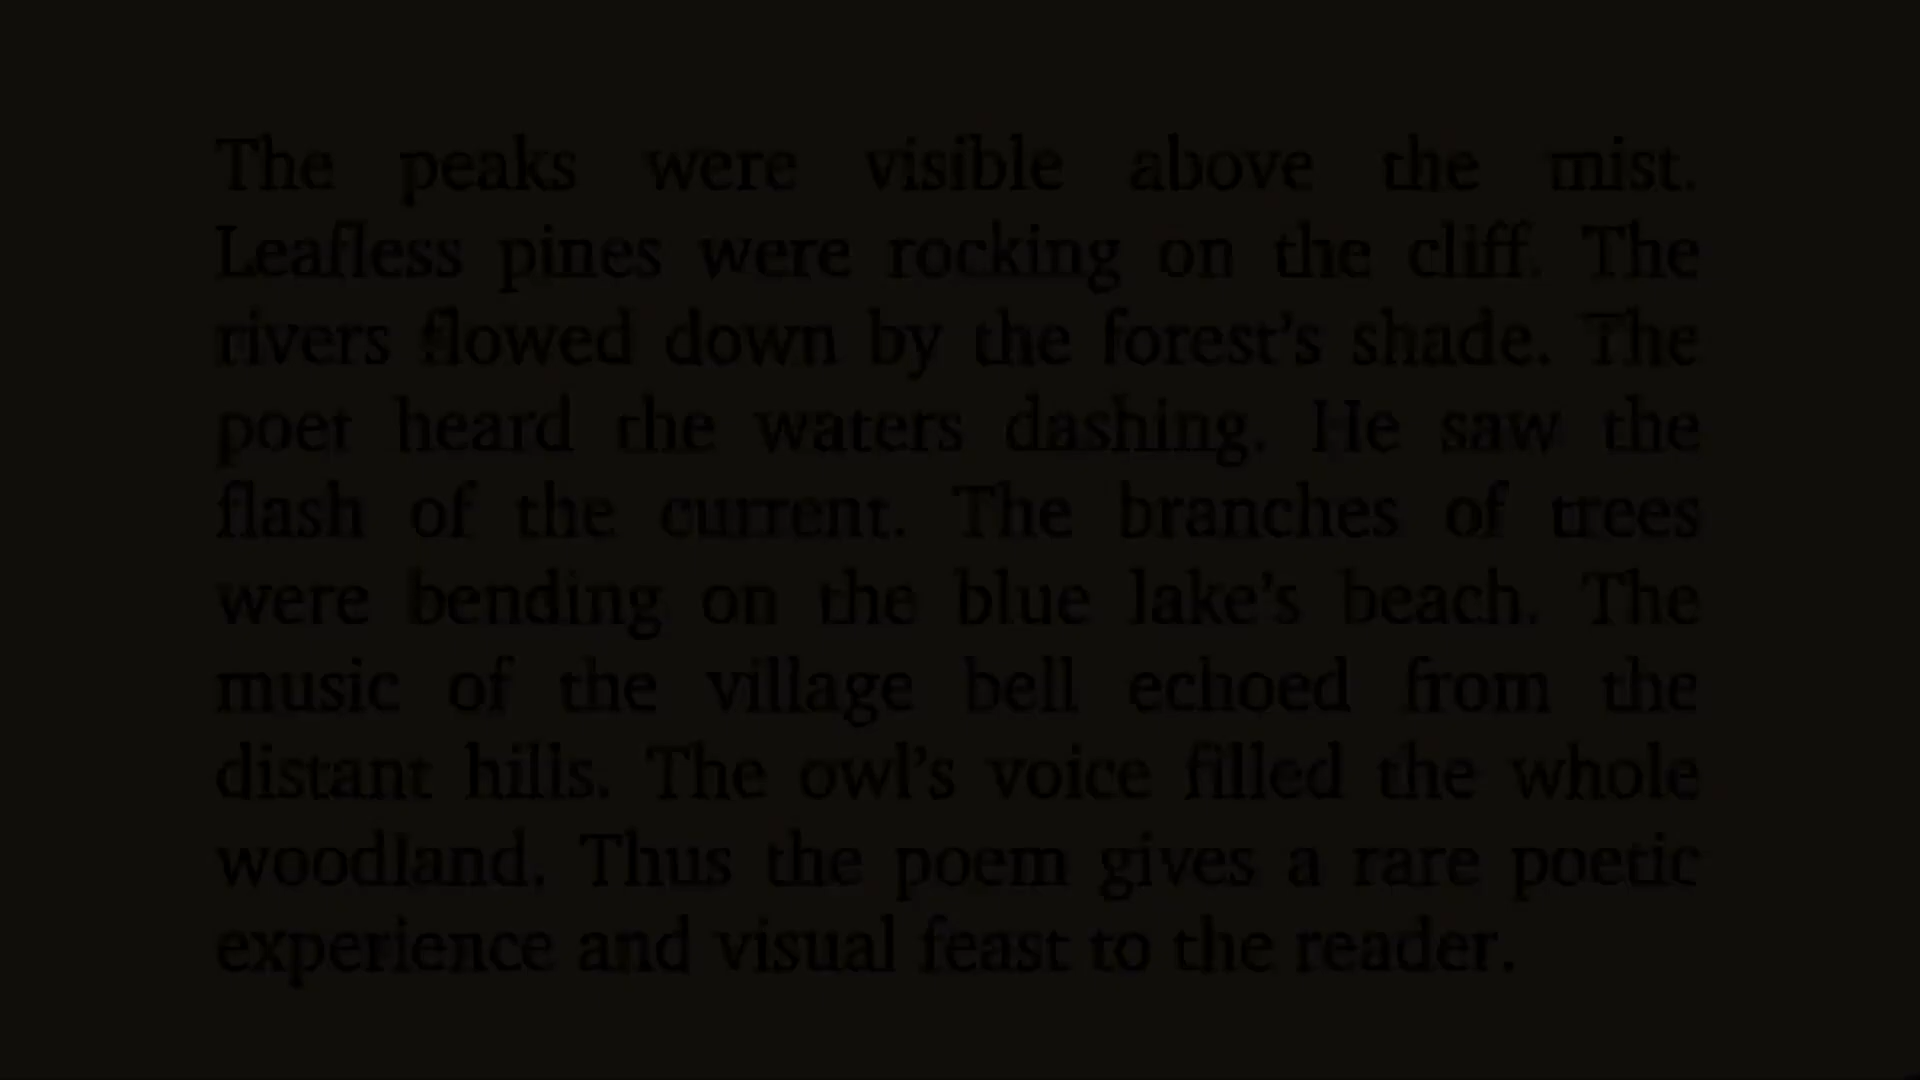 The peaks were visible above the mist.
Leafless pines were rocking on the cliff. The
rivers flowed down by the forest’s shade. The
poet heard the waters dashing. He saw the
flash of the current. The branches of trees
were bending on the blue lake’s beach. The
music of the village bell echoed from the
distant hills. The owl’s voice filled the whole
woodland. Thus the poem gives a rare poetic
experience and visual feast to the reader.